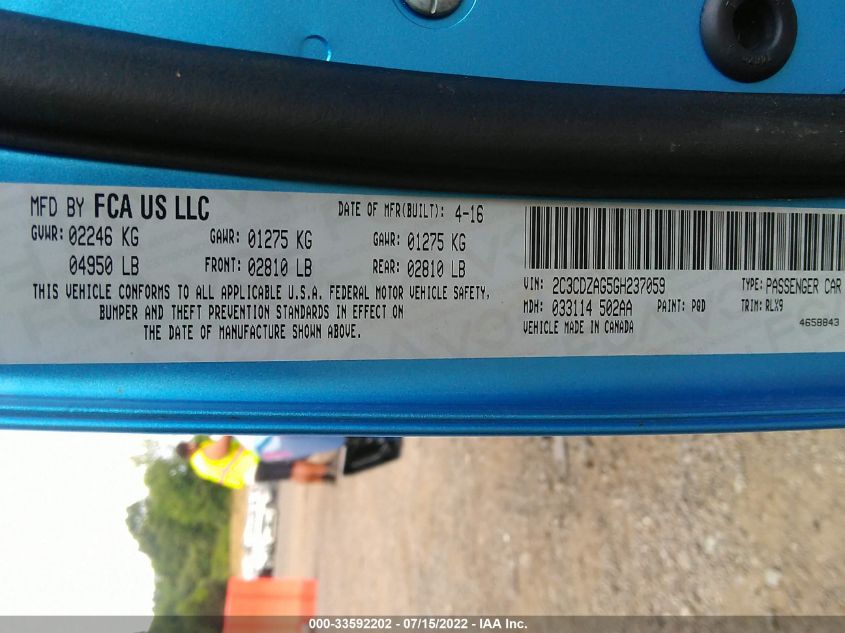 MFD BY FCA US LLC DATE OF MFR(BUILT): 4-16
GVWR: 02246 KG GAWR: 01275 KG GAWR: 01275 KG
04950 LB FRONT: 02810 LB REAR: 02810 LB
THIS VEHICLE CONFORMS TO ALL APPLICABLE U.S.A. FEDERAL MOTOR VEHICLE SAFETY,
BUMPER AND THEFT PREVENTION STANDARDS IN EFFECT ON
THE DATE OF MANUFACTURE SHOWN ABOVE.
VIN: 2C3CDZAG5GH237059 TYPE: PASSENGER CAR
MDH: 033114 502AA PAINT: PQD TRIM: RLX9
VEHICLE MADE IN CANADA 4658843
000-33592202 - 07/15/2022 - IAA Inc.